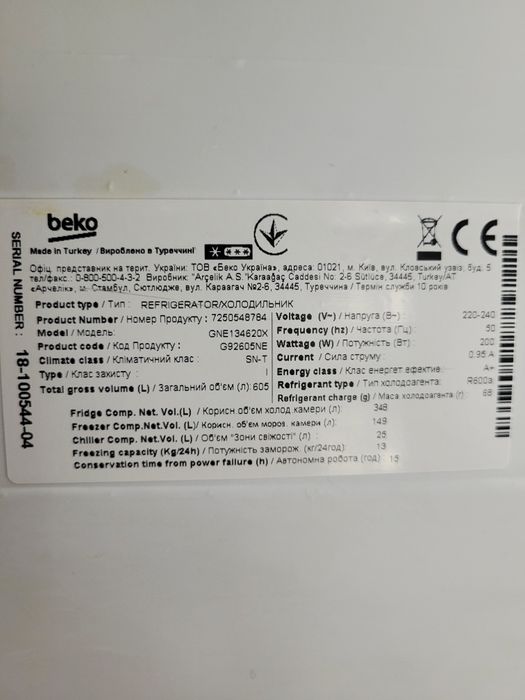 beko
Made in Turkey / Вироблено в Туреччині
Офіц. представник на терит. України: ТОВ «Беко Україна», адреса: 01021, м. Київ, вул. Кловський узвіз, буд. 5
тел/факс.: 0-800-500-4-3-2 Виробник: "Arçelik A.S."Karaağaç Caddesi No: 2-6 Sütlüce, 34445, Turkey/АТ
«Арчелік», м. Стамбул, Сютлюдже, вул. Караагач №2-6, 34445, Туреччина / Термін служби 10 років
Product type / Тип : REFRIGERATOR/ХОЛОДИЛЬНИК
Product Number / Номер Продукту : 7250548784
Model / Модель: GNE134620X
Product code / Код Продукту : G92605NE
Climate class / Кліматичний клас : SN-T
Type / Клас захисту : I
Total gross volume (L) / Загальний об'єм (л): 605
Voltage (V~) / Напруга (В~) : 220-240
Frequency (hz) / Частота (Гц): 50
Wattage (W) / Потужність (Вт): 200
Current / Сила струму: 0.95 A
Energy class / Клас енергет ефектив: A+
Refrigerant type / Тип холодоагента: R600a
Refrigerant charge (g) / Маса холодоагента (г): 68
Fridge Comp. Net. Vol.(L) / Корисн об'єм холод камери (л): 348
Freezer Comp.Net.Vol. (L) / Корисн. об'єм мороз. камери (л): 149
Chiller Comp. Net. Vol. (L) / Об'єм "Зони свіжості" (л): 25
Freezing capacity (Kg/24h) / Потужність заморож. (кг/24год): 13
Conservation time from power failure (h) / Автономна робота (год): 15
SERIAL NUMBER : 18-100544-04